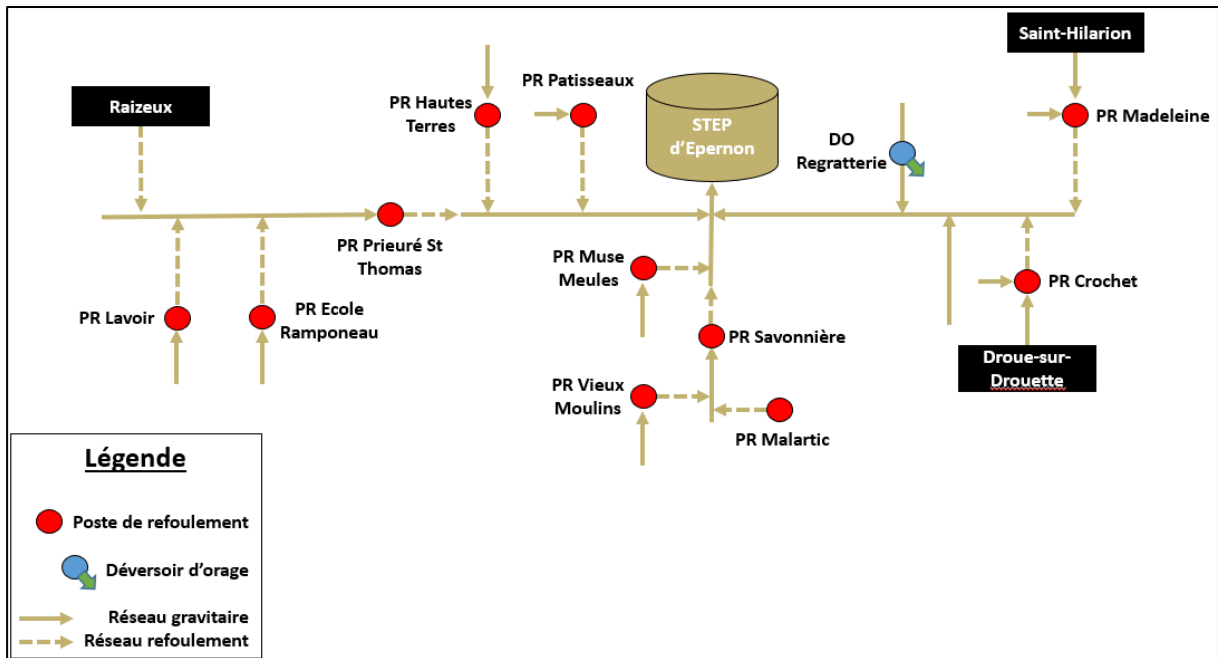 Saint-Hilarion
Raizeux
PR Hautes
Terres
PR Patisseaux
STEP
d'Epernon
DO
Regratterie
PR Madeleine
PR Prieuré St
Thomas
PR Muse
Meules
PR Crochet
PR Lavoir
PR Ecole
Ramponeau
PR Savonnière
Droue-sur-
Drouette
PR Vieux
Moulins
PR Malartic
Légende
Poste de refoulement
Déversoir d'orage
Réseau gravitaire
Réseau refoulement